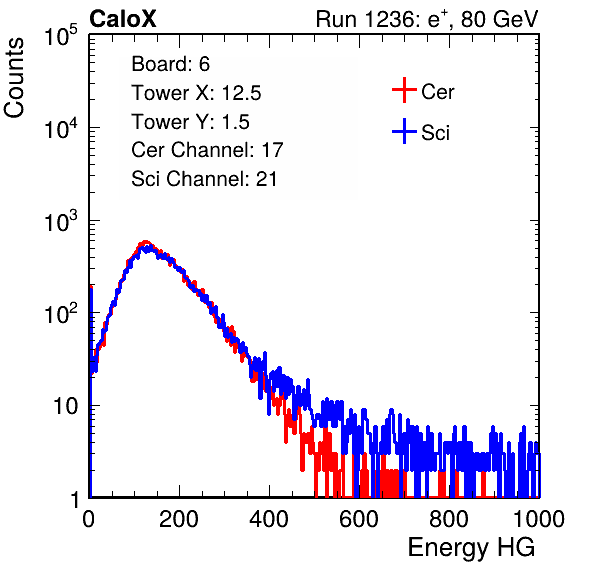 CaloX Run 1236: e⁺, 80 GeV
Counts
Board: 6
Tower X: 12.5
Tower Y: 1.5
Cer Channel: 17
Sci Channel: 21
Cer
Sci
10⁵
10⁴
10³
10²
10
1
0 200 400 600 800 1000
Energy HG